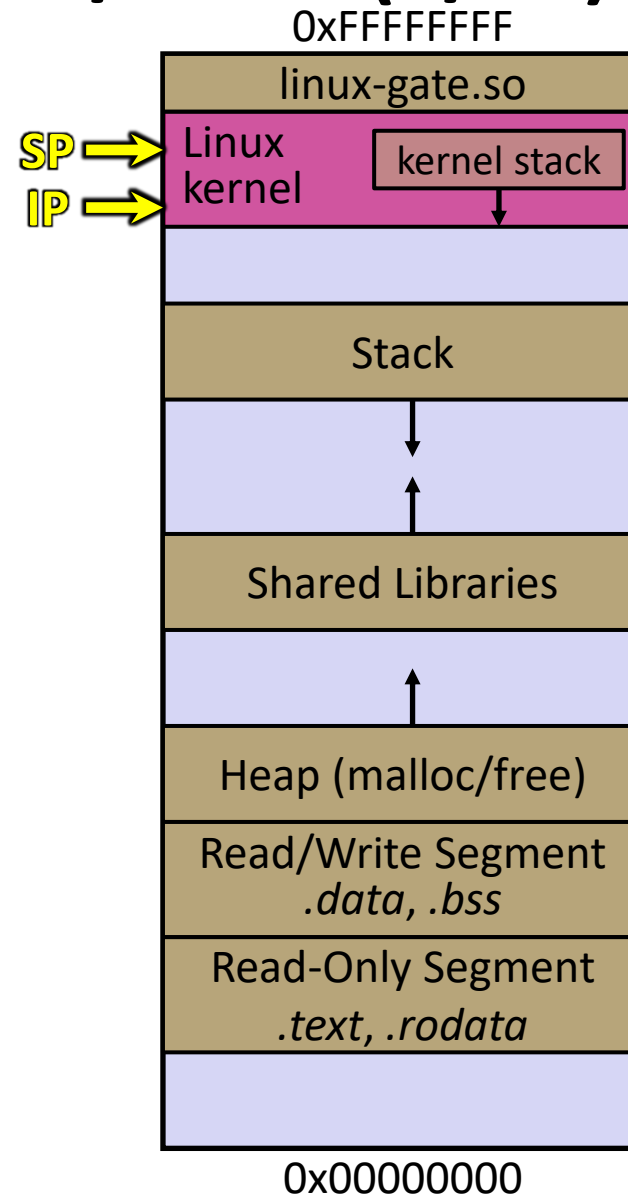 0xFFFFFFFF
linux-gate.so
SP
Linux
kernel
kernel stack
IP
Stack
Shared Libraries
Heap (malloc/free)
Read/Write Segment
.data, .bss
Read-Only Segment
.text, .rodata
0x00000000